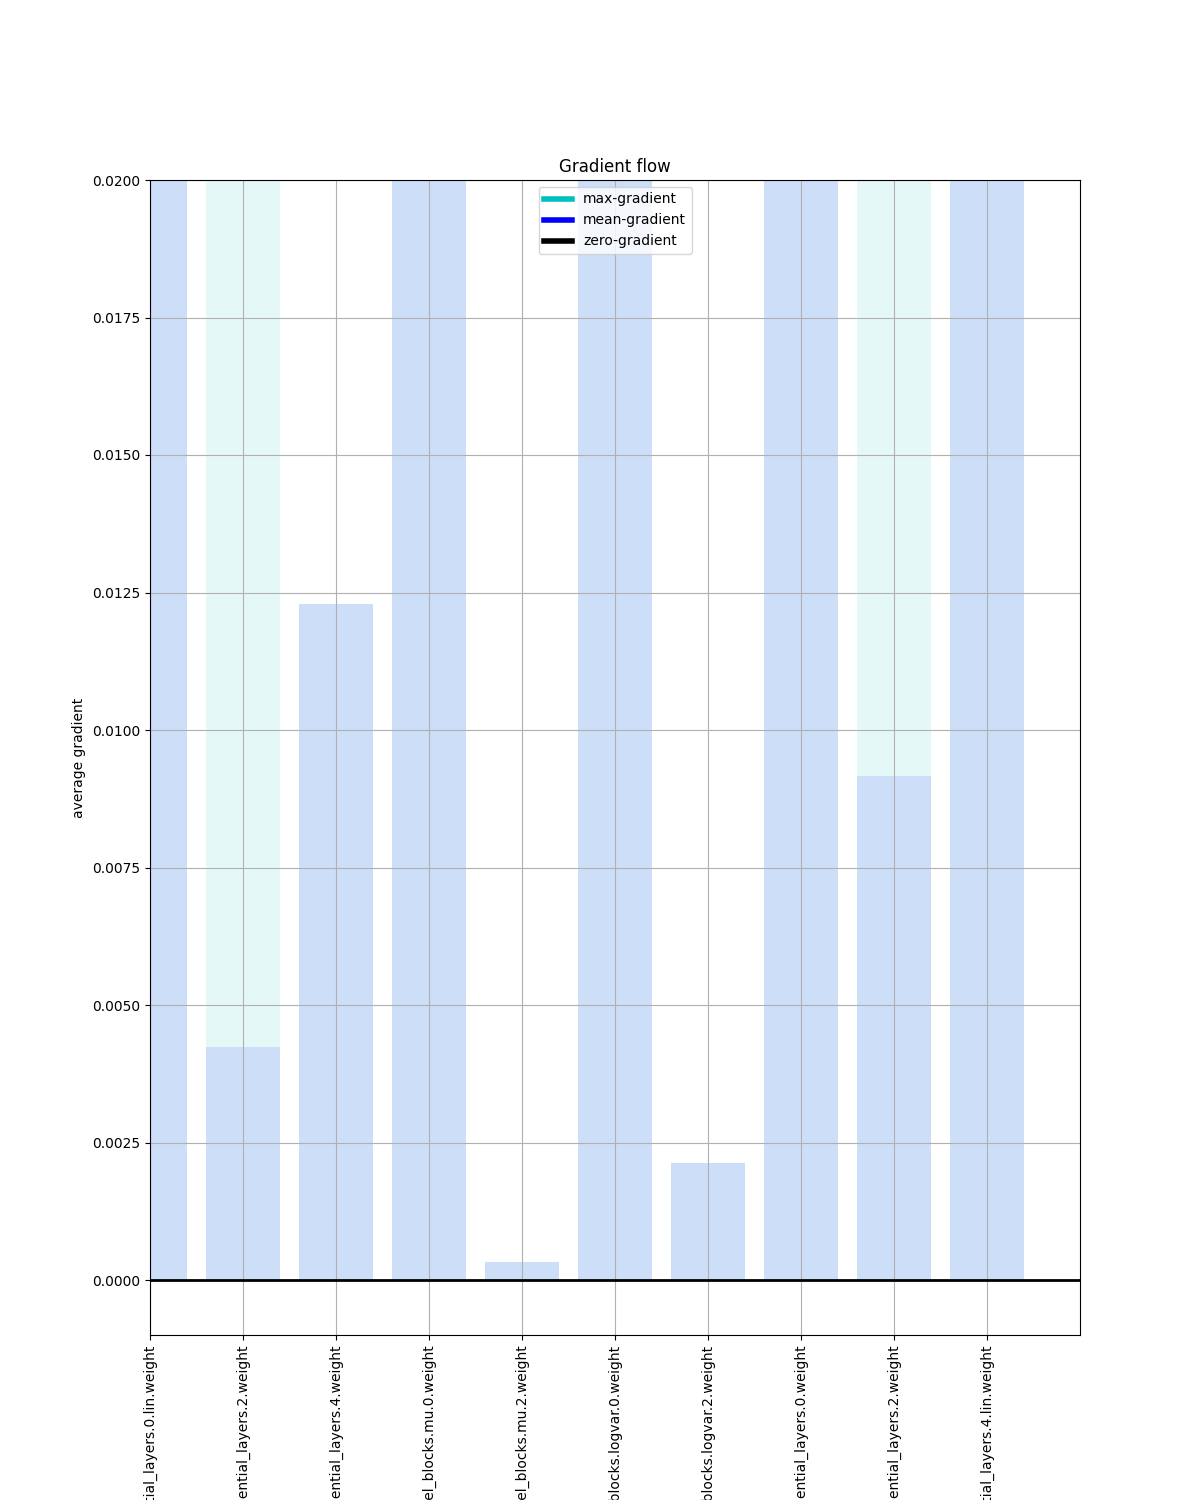 Gradient flow
max-gradient
mean-gradient
zero-gradient
0.0200
0.0175
0.0150
0.0125
0.0100
0.0075
0.0050
0.0025
0.0000
average gradient
tial_layers.0.lin.weight
ential_layers.2.weight
ential_layers.4.weight
el_blocks.mu.0.weight
el_blocks.mu.2.weight
blocks.logvar.0.weight
blocks.logvar.2.weight
ential_layers.0.weight
ential_layers.2.weight
tial_layers.4.lin.weight